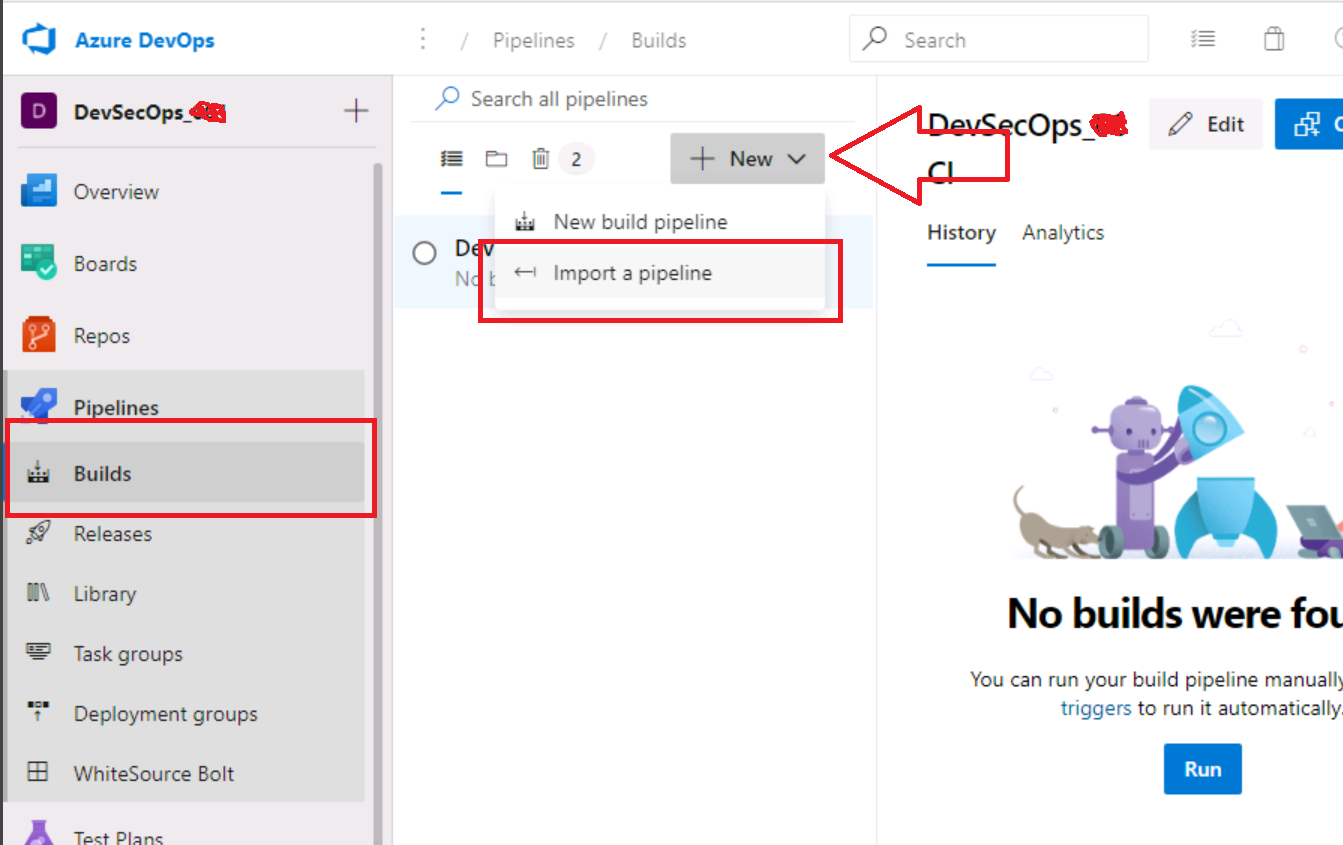 Azure DevOps
/ Pipelines / Builds
Search
D
DevSecOps_
Search all pipelines
2
+ New
New build pipeline
Import a pipeline
Dev
No
DevSecOps_
CI
Edit
History
Analytics
Overview
Boards
Repos
Pipelines
Builds
Releases
Library
Task groups
Deployment groups
WhiteSource Bolt
Test Plans
No builds were fou
You can run your build pipeline manually
triggers to run it automatically.
Run